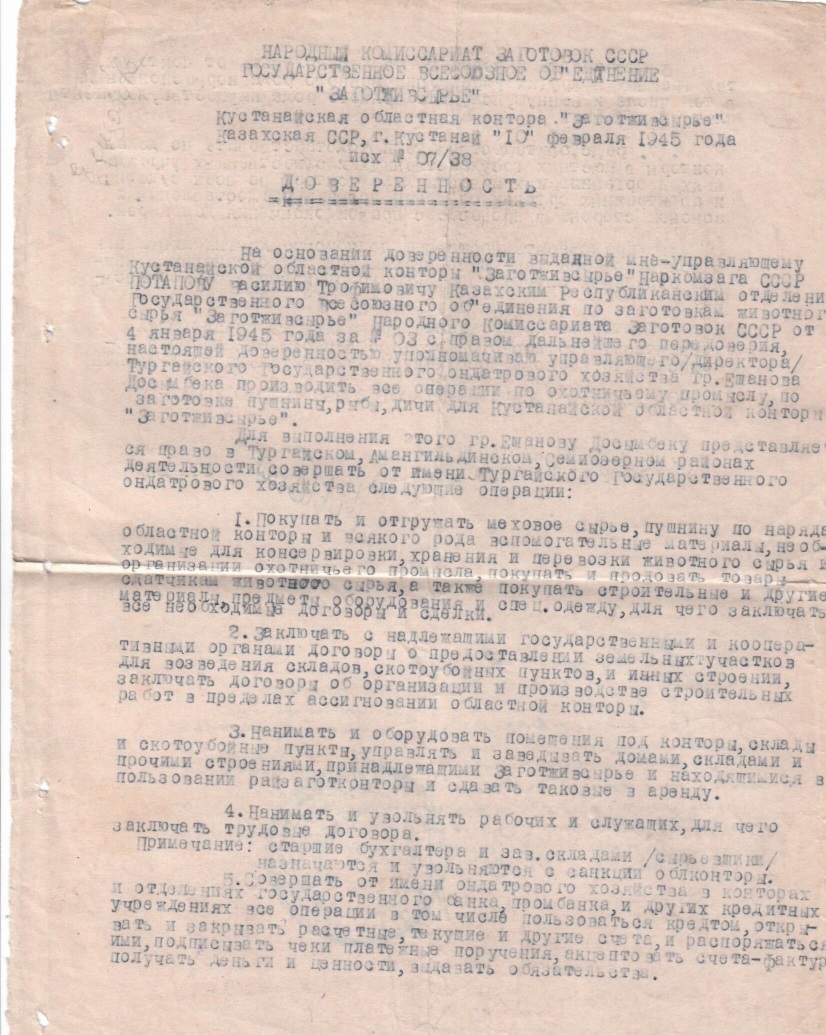 НАРОДНЫЙ КОМИССАРИАТ ЗАГОТОВОК СССР
ГОСУДАРСТВЕННОЕ ВСЕСОЮЗНОЕ ОБ"ЕДИНЕНИЕ
"ЗАГОТЖИВСЫРЬЕ"
Кустанайская областная контора "Заготживсырье"
Казахская ССР, г.Кустанай "10" февраля 1945 года
исх № 07/38
ДОВЕРЕННОСТЬ
На основании доверенности выданной мне-управляющему
Кустанайской областной конторы "Заготживсырье" Наркомзага СССР
ПОТАПОЧУ Василию Трофимовичу Казахским Республиканским отделени
Государственного Всесоюзного об"единения по заготовкам животног
сырья "Заготживсырье" Народного Комиссариата Заготовок СССР от
4 января 1945 года за № 03 с правом дальнейшего передоверия,
настоящей доверенностью уполномачиваю управляющего/директора/
Тургайского Государственного ондатрового хозяйства гр.Ешанова
Досымбека производить все операции по охотничьему промыслу, по
заготовке пушнины, рыбы, дичи для Кустанайской областной конторы
"Заготживсырье".
Для выполнения этого гр.Ешанову Досымбеку представляе
ся право в Тургайском, Амангильдинском, Семиозерном районах
деятельности совершать от имени Тургайского Государственного
ондатрового хозяйства следующие операции:
1.Покупать и отгружать меховое сырье, пушнину по наряда
областной конторы и всякого рода вспомогательные материалы, необ-
ходимые для консервировки, хранения и перевозки животного сырья и
организации охотничьего промысла, покупать и продовать товары
сдатчикам животного сырья, а также покупать строительные и другие
материалы, предметы оборудования и спец.одежду, для чего заключать
все необходимые договоры и сделки.
2.Заключать с надлежащими государственными и коопера-
тивными органами договоры о предоставлении земельных участков
для возведения складов, скотоубойных пунктов, и иных строении,
заключать договоры об организации и производстве строительных
работ в пределах ассигновании областной конторы.
3.Нанимать и оборудовать помещения под конторы, склады
и скотоубойные пункты, управлять и заведывать домами, складами и
прочими строениями, принадлежащими Заготживсырье и находящимися в
пользовании райзаготконторы и сдавать таковые в аренду.
4.Нанимать и увольнять рабочих и служащих, для чего
заключать трудовые договора.
Примечание: старшие бухгалтера и зав.складами /сырьевщики/
назначаются и увольняются с санкции облконторы.
5.Совершать от имени ондатрового хозяйства в конторах
и отделениях Государственного банка, промбанка, и других кредитных
учреждениях все операции в том числе пользоваться кредтом, откры-
вать и закрывать расчетные, текущие и другие счета, и распоряжаться
ими, подписывать чеки платежные поручения, акцептовать счета-фактур
получать деньги и ценности, выдавать обязательства.